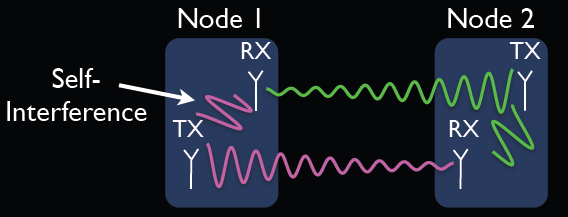 Node 1
Node 2
RX
TX
Self-
Interference
TX
RX